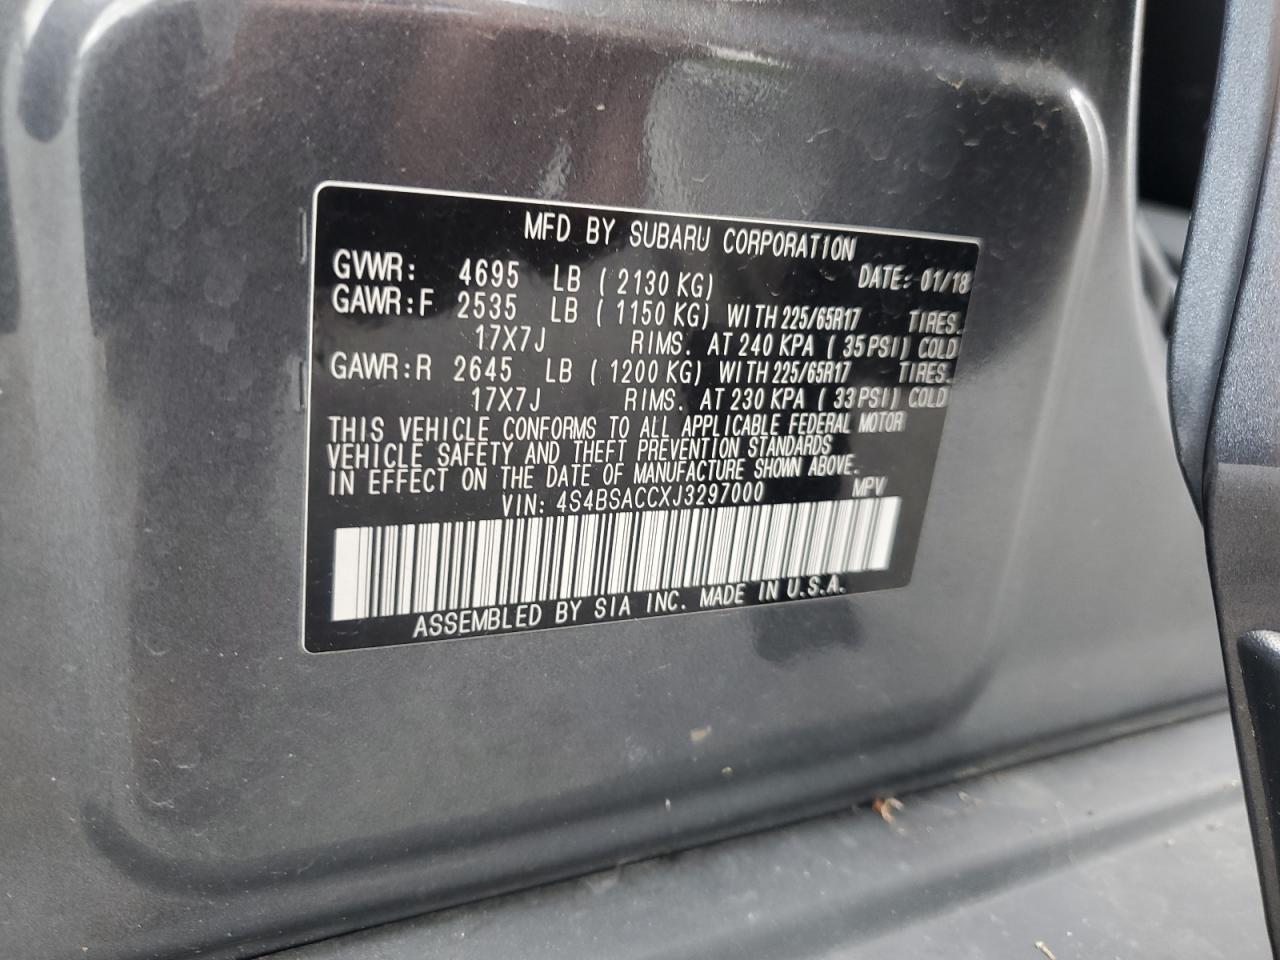 MFD BY SUBARU CORPORATION
GVWR: 4695 LB ( 2130 KG) DATE: 01/18
GAWR:F 2535 LB ( 1150 KG) WITH 225/65R17 TIRES.
17X7J RIMS. AT 240 KPA ( 35 PSI) COLD
GAWR:R 2645 LB ( 1200 KG) WITH 225/65R17 TIRES.
17X7J RIMS. AT 230 KPA ( 33 PSI) COLD
THIS VEHICLE CONFORMS TO ALL APPLICABLE FEDERAL MOTOR
VEHICLE SAFETY AND THEFT PREVENTION STANDARDS
IN EFFECT ON THE DATE OF MANUFACTURE SHOWN ABOVE.
VIN: 4S4BSACCXJ3297000 MPV
ASSEMBLED BY SIA INC. MADE IN U.S.A.